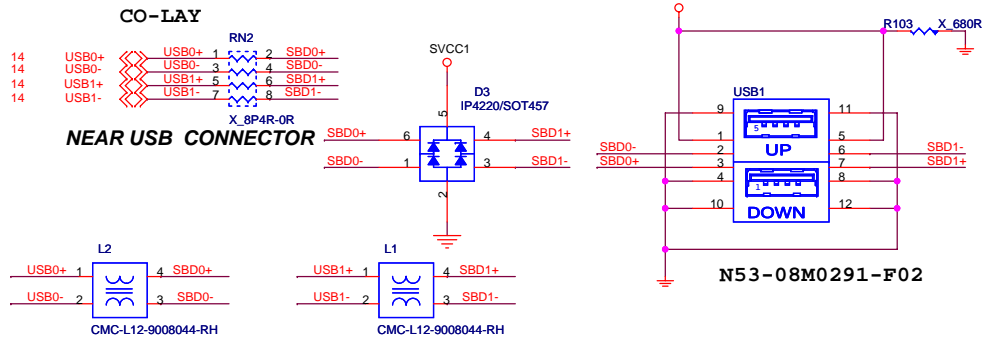 CO-LAY
RN2
14 USB0+ USB0+ 1 2 SBD0+
14 USB0- USB0- 3 4 SBD0-
14 USB1+ USB1+ 5 6 SBD1+
14 USB1- USB1- 7 8 SBD1-
X_8P4R-0R
NEAR USB CONNECTOR
SVCC1
D3
IP4220/SOT457
5
SBD0+ 6 4 SBD1+
SBD0- 1 3 SBD1-
2
R103 X_680R
USB1
9 11
5
1 5
UP
SBD0- 2 6 SBD1-
SBD0+ 3 7 SBD1+
4 8
1
10 12
DOWN
N53-08M0291-F02
L2
USB0+ 1 4 SBD0+
USB0- 2 3 SBD0-
CMC-L12-9008044-RH
L1
USB1+ 1 4 SBD1+
USB1- 2 3 SBD1-
CMC-L12-9008044-RH